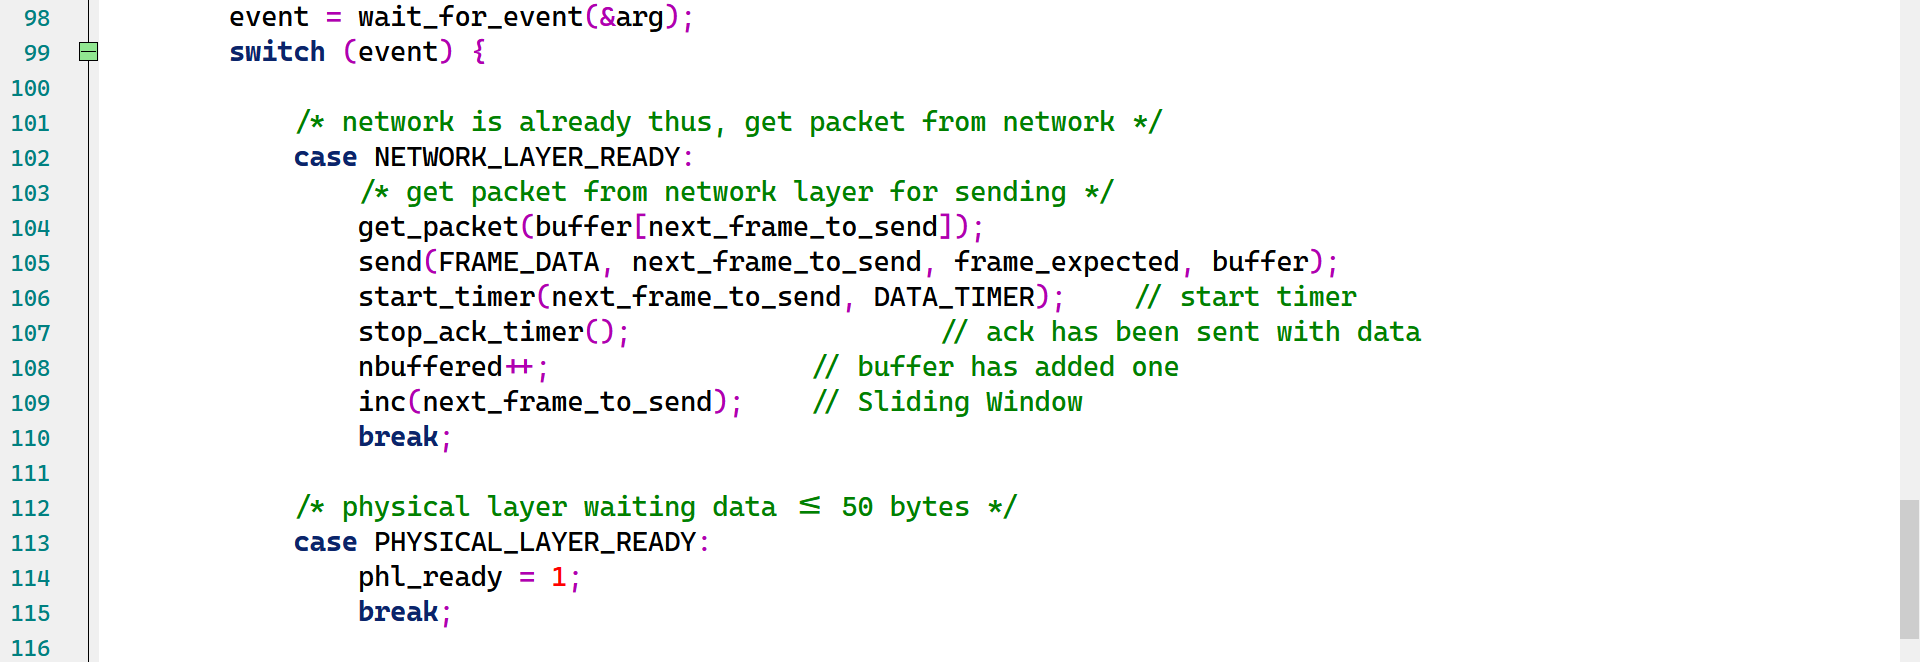 98 event = wait_for_event(&arg);
99 switch (event) {
100
101 /* network is already thus, get packet from network */
102 case NETWORK_LAYER_READY:
103 /* get packet from network layer for sending */
104 get_packet(buffer[next_frame_to_send]);
105 send(FRAME_DATA, next_frame_to_send, frame_expected, buffer);
106 start_timer(next_frame_to_send, DATA_TIMER); // start timer
107 stop_ack_timer(); // ack has been sent with data
108 nbuffered++; // buffer has added one
109 inc(next_frame_to_send); // Sliding Window
110 break;
111
112 /* physical layer waiting data ≤ 50 bytes */
113 case PHYSICAL_LAYER_READY:
114 phl_ready = 1;
115 break;
116